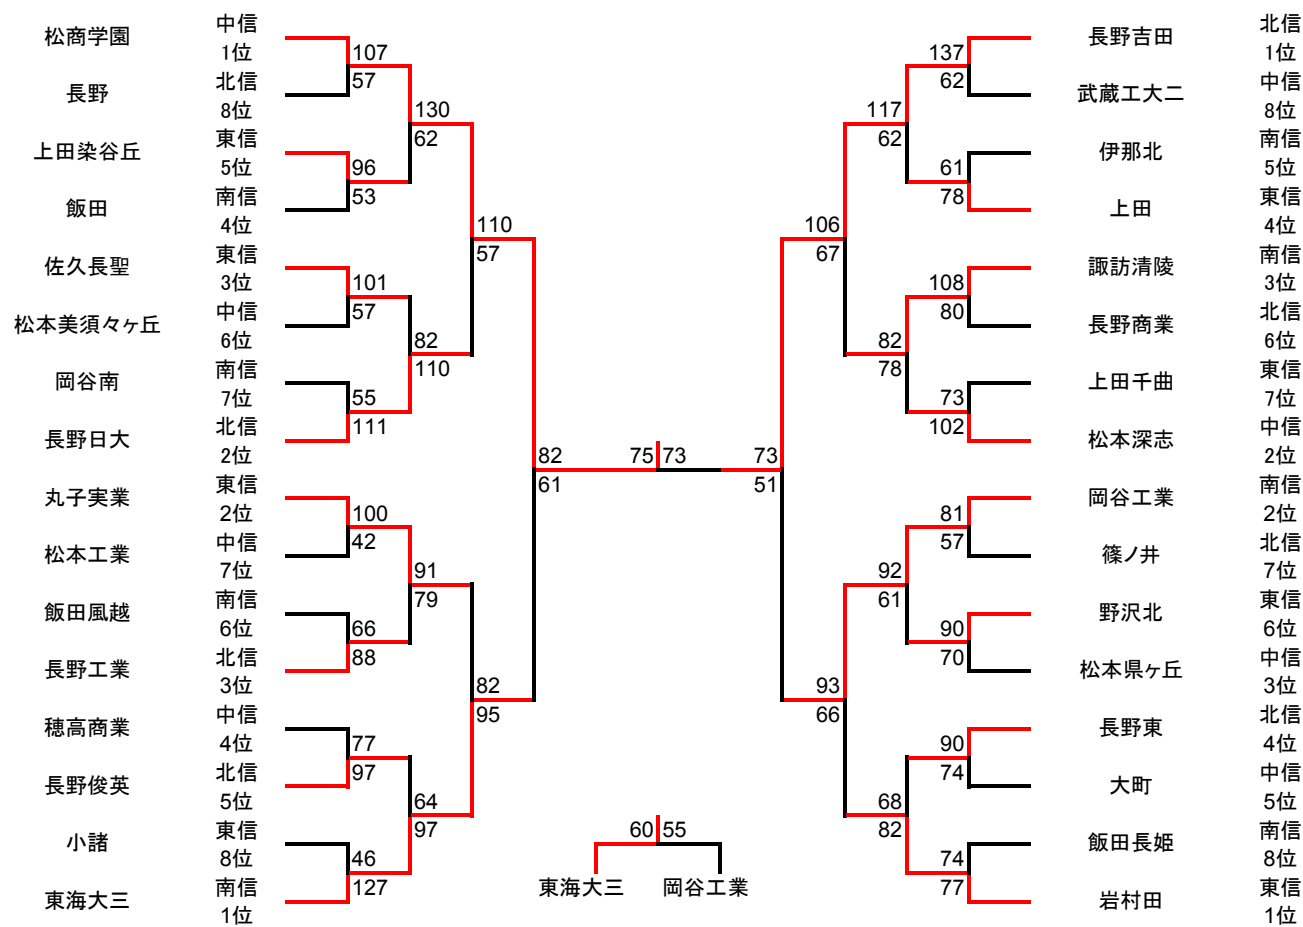 松商学園
中信
1位
107
57
長野
北信
8位
130
62
上田染谷丘
東信
5位
96
53
飯田
南信
4位
110
57
佐久長聖
東信
3位
101
57
松本美須々ヶ丘
中信
6位
82
110
岡谷南
南信
7位
55
111
長野日大
北信
2位
82
61
丸子実業
東信
2位
100
42
松本工業
中信
7位
91
79
飯田風越
南信
6位
66
88
長野工業
北信
3位
82
95
穂高商業
中信
4位
77
97
長野俊英
北信
5位
64
97
小諸
東信
8位
46
127
東海大三
南信
1位
75 73
60 55
東海大三 岡谷工業
長野吉田
北信
1位
137
62
武蔵工大二
中信
8位
117
62
伊那北
南信
5位
61
78
上田
東信
4位
106
67
諏訪清陵
南信
3位
108
80
長野商業
北信
6位
82
78
上田千曲
東信
7位
73
102
松本深志
中信
2位
73
51
岡谷工業
南信
2位
81
57
篠ノ井
北信
7位
92
61
野沢北
東信
6位
90
70
松本県ヶ丘
中信
3位
93
66
長野東
北信
4位
90
74
大町
中信
5位
68
82
飯田長姫
南信
8位
74
77
岩村田
東信
1位